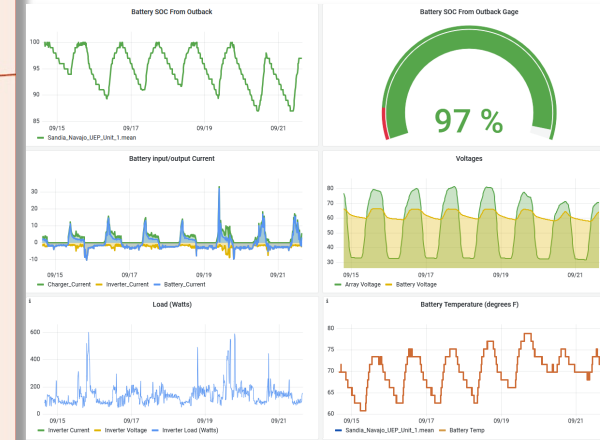 Battery SOC From Outback
100
95
90
85
09/15 09/17 09/19 09/21
Sandia_Navajo_UEP_Unit_1.mean
Battery SOC From Outback Gage
97 %
Battery input/output Current
30
20
10
0
-10
09/15 09/17 09/19 09/21
Charger_Current Inverter_Current Battery_Current
Voltages
80
70
60
50
40
30
09/15 09/17 09/19 09/21
Array Voltage Battery Voltage
i
Load (Watts)
600
400
200
0
09/15 09/17 09/19 09/21
Inverter Current Inverter Voltage Inverter Load (Watts)
i
Battery Temperature (degrees F)
80
75
70
65
60
09/15 09/17 09/19 09/21
Sandia_Navajo_UEP_Unit_1.mean Battery Temp